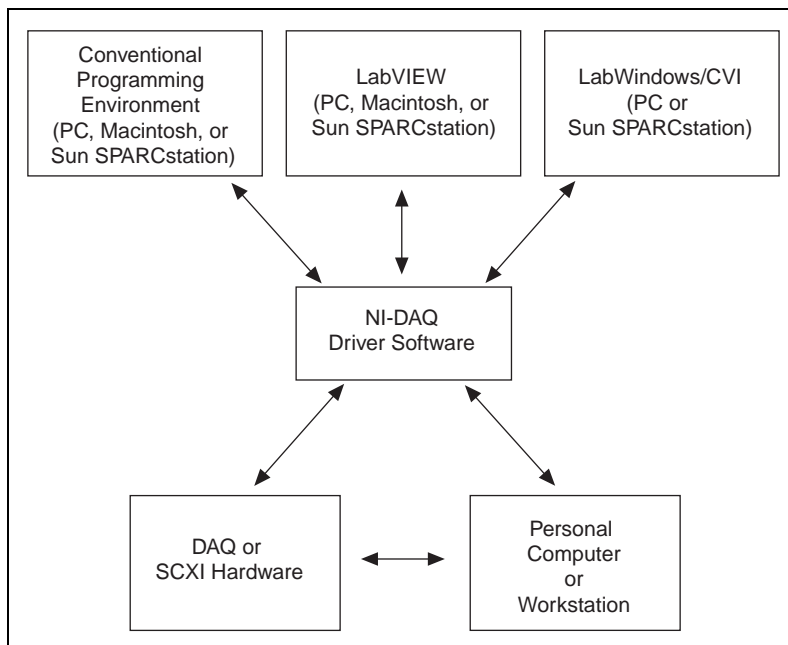 Conventional
Programming
Environment
(PC, Macintosh, or
Sun SPARCstation)
LabVIEW
(PC, Macintosh, or
Sun SPARCstation)
LabWindows/CVI
(PC or
Sun SPARCstation)
NI-DAQ
Driver Software
DAQ or
SCXI Hardware
Personal
Computer
or
Workstation